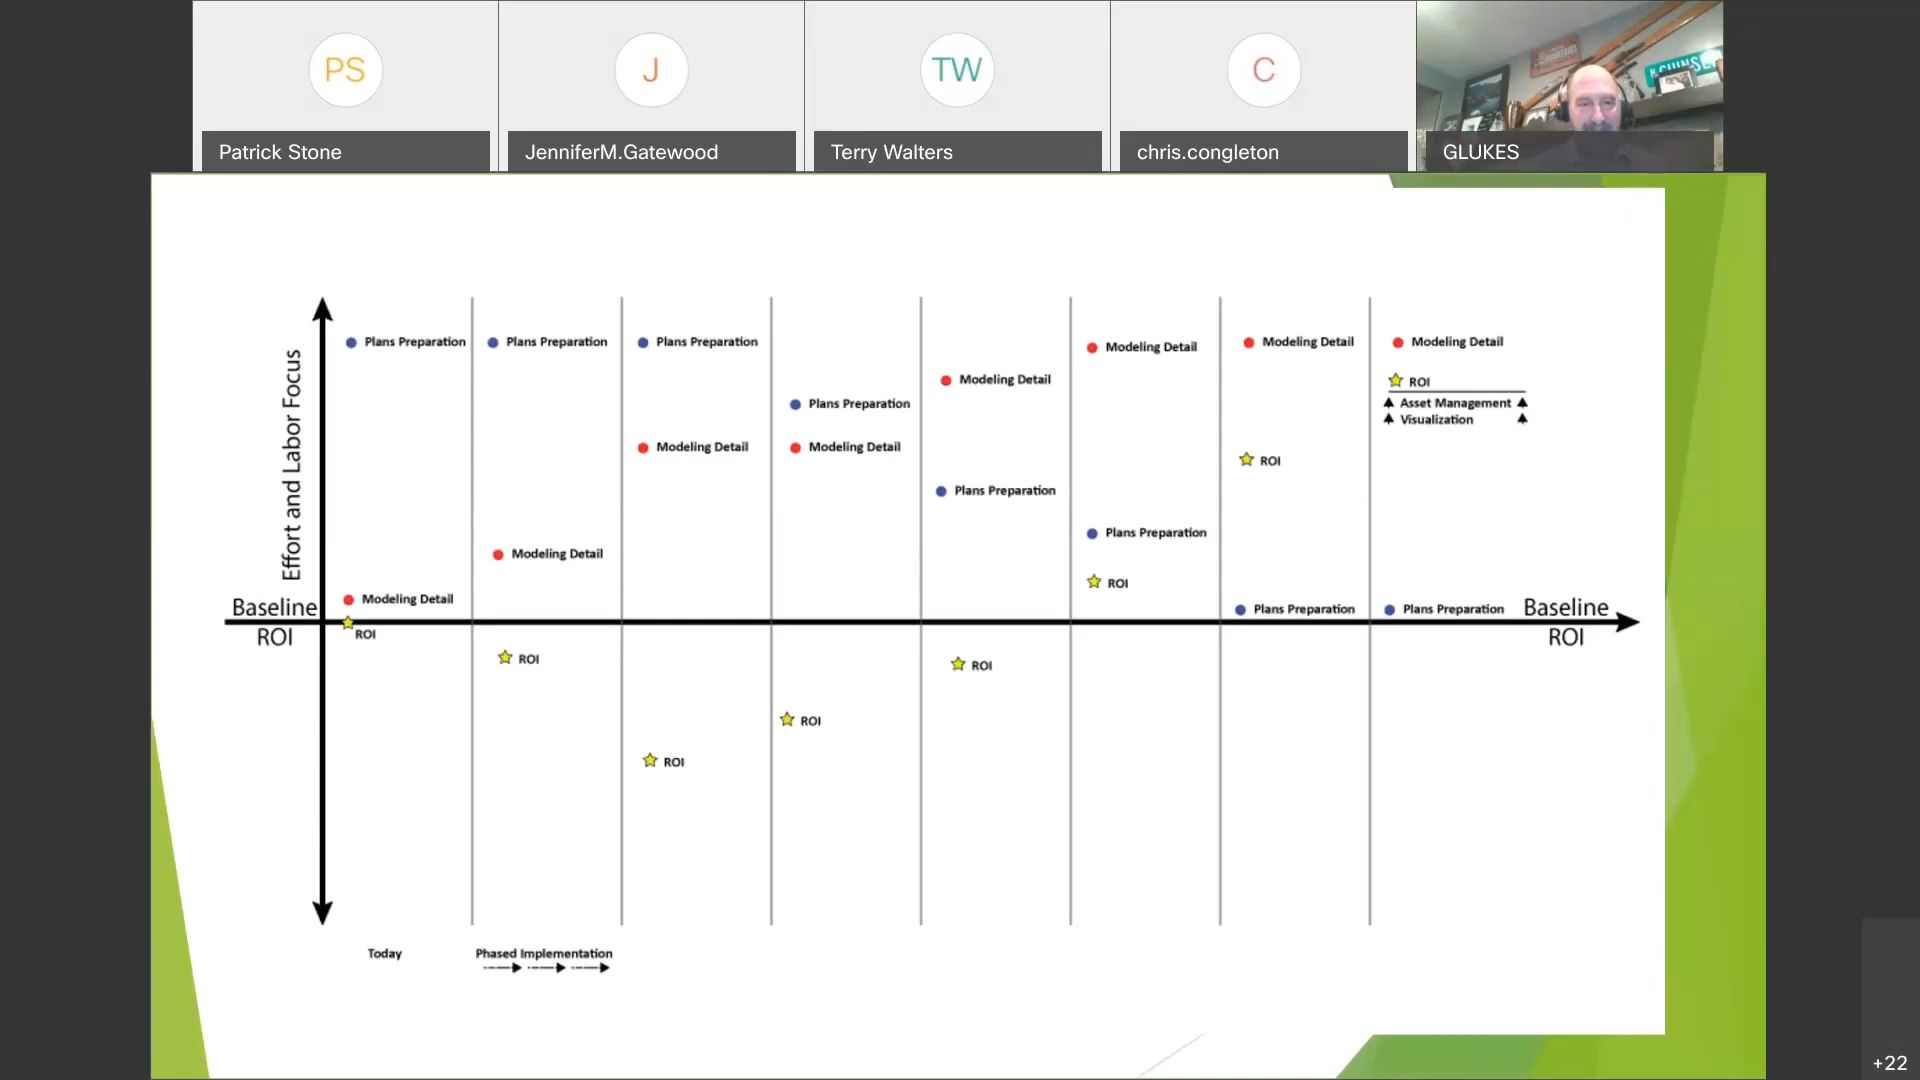 PS
J
TW
C
Patrick Stone
JenniferM.Gatewood
Terry Walters
chris.congleton
GLUKES
Effort and Labor Focus
Baseline
ROI
Plans Preparation
Modeling Detail
ROI
Plans Preparation
Modeling Detail
ROI
Plans Preparation
Modeling Detail
ROI
Plans Preparation
Modeling Detail
ROI
Modeling Detail
Plans Preparation
ROI
Modeling Detail
Plans Preparation
ROI
Modeling Detail
ROI
Plans Preparation
Modeling Detail
ROI
Asset Management
Visualization
Plans Preparation
Baseline
ROI
Today
Phased Implementation
+22